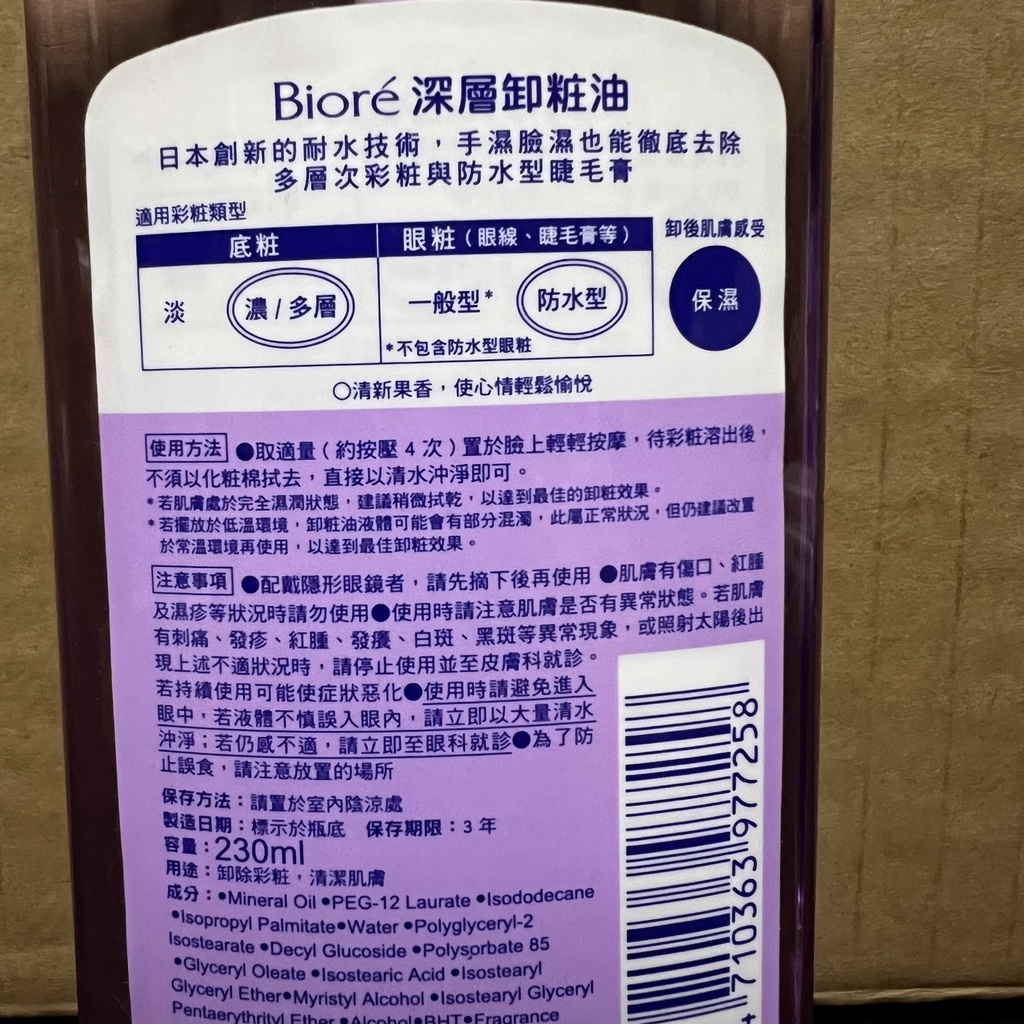 Bioré 深層卸粧油
日本創新的耐水技術，手濕臉濕也能徹底去除
多層次彩粧與防水型睫毛膏
適用彩粧類型
底粧
眼粧（眼線、睫毛膏等）
卸後肌膚感受
淡
濃/多層
一般型*
防水型
保濕
*不包含防水型眼粧
○清新果香，使心情輕鬆愉悅
使用方法 ●取適量（約按壓 4 次）置於臉上輕輕按摩，待彩粧溶出後，
不須以化粧棉拭去，直接以清水沖淨即可。
*若肌膚處於完全濕潤狀態，建議稍微拭乾，以達到最佳的卸粧效果。
*若擺放於低溫環境，卸粧油液體可能會有部分混濁，此屬正常狀況，但仍建議改置
於常溫環境再使用，以達到最佳卸粧效果。
注意事項 ●配戴隱形眼鏡者，請先摘下後再使用 ●肌膚有傷口、紅腫
及濕疹等狀況時請勿使用●使用時請注意肌膚是否有異常狀態。若肌膚
有刺痛、發疹、紅腫、發癢、白斑、黑斑等異常現象，或照射太陽後出
現上述不適狀況時，請停止使用並至皮膚科就診。
若持續使用可能使症狀惡化●使用時請避免進入
眼中，若液體不慎誤入眼內，請立即以大量清水
沖淨；若仍感不適，請立即至眼科就診●為了防
止誤食，請注意放置的場所
保存方法：請置於室內陰涼處
製造日期：標示於瓶底 保存期限：3 年
容量：230ml
用途：卸除彩粧，清潔肌膚
成分：•Mineral Oil •PEG-12 Laurate •Isododecane
•Isopropyl Palmitate•Water •Polyglyceryl-2
Isostearate •Decyl Glucoside •Polysorbate 85
•Glyceryl Oleate •Isostearic Acid •Isostearyl
Glyceryl Ether•Myristyl Alcohol •Isostearyl Glyceryl
Pentaerythrityl Ether •Alcohol•BHT•Fragrance
4 710363 977258